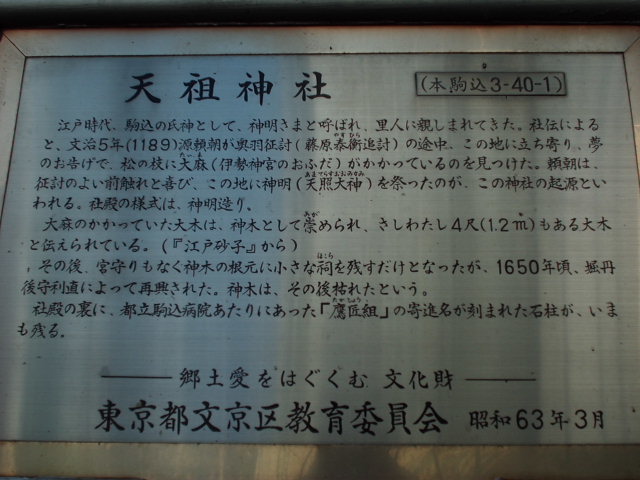 天祖神社
(本駒込3-40-1)
江戸時代、駒込の氏神として、神明さまと呼ばれ、里人に親しまれてきた。社伝による
と、文治5年(1189)源頼朝が奥羽征討(藤原泰衡追討)の途中、この地に立ち寄り、夢
のお告げで、松の枝に大麻(伊勢神宮のおふだ)がかかっているのを見つけた。頼朝は、
征討のよい前触れと喜び、この地に神明(天照大神)を祭ったのが、この神社の起源とい
われる。社殿の様式は、神明造り。
大麻のかかっていた大木は、神木として崇められ、さしわたし4尺(1.2m)もある大木
と伝えられている。(『江戸砂子』から)
その後、宮守りもなく神木の根元に小さな祠を残すだけとなったが、1650年頃、堀丹
後守利直によって再興された。神木は、その後枯れたという。
社殿の裏に、都立駒込病院あたりにあった「鷹匠組」の寄進名が刻まれた石柱が、いま
も残る。
郷土愛をはぐくむ 文化財
東京都文京区教育委員会 昭和63年3月